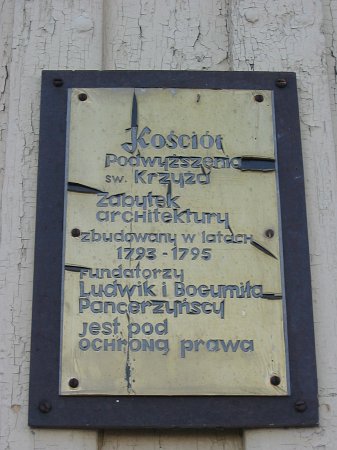 Kościół
Podwyższenia
św. Krzyża
zabytek
architektury
zbudowany w latach
1793 - 1795
fundatorzy
Ludwik i Bogumiła
Pancerzyńscy
jest pod
ochroną prawa